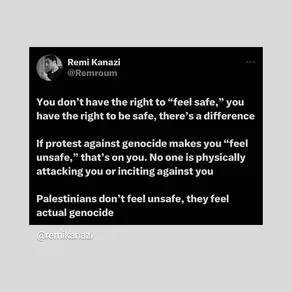 Remi Kanazi
@Remroum
You don’t have the right to “feel safe,” you
have the right to be safe, there’s a difference
If protest against genocide makes you “feel
unsafe,” that’s on you. No one is physically
attacking you or inciting against you
Palestinians don’t feel unsafe, they feel
actual genocide
@remikanazi